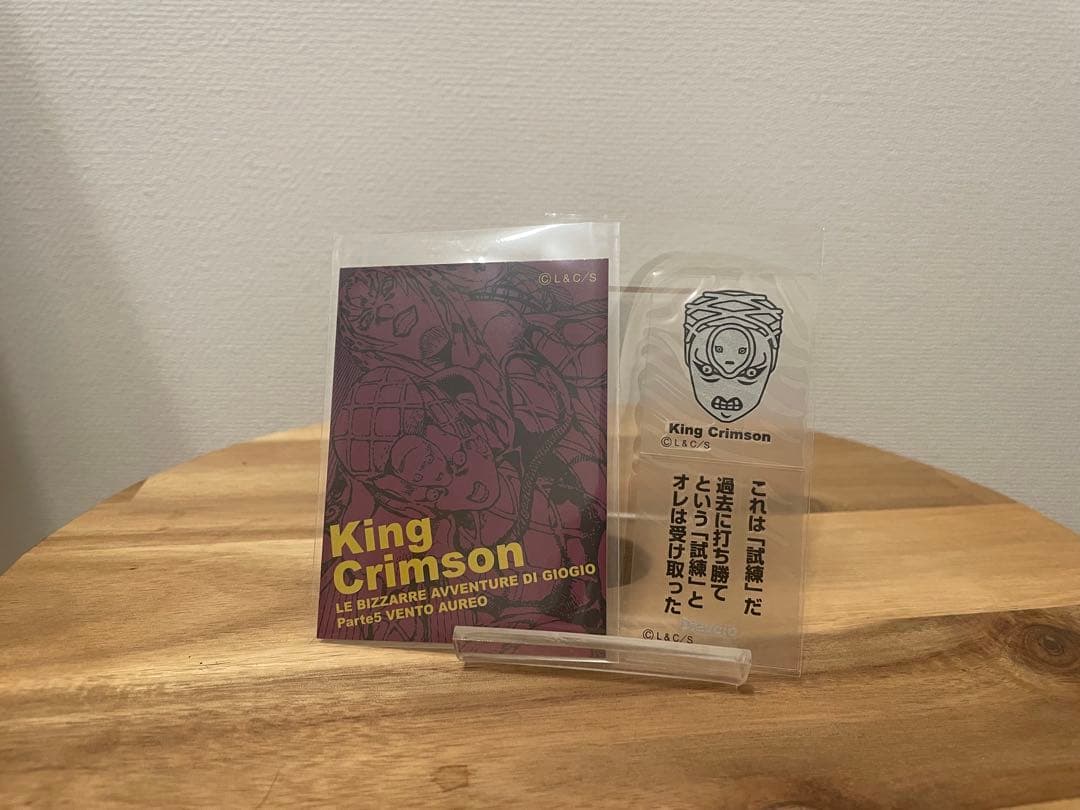 ©L&C/S
King
Crimson
LE BIZZARRE AVVENTURE DI GIOGIO
Parte5 VENTO AUREO
King Crimson
©L&C/S
これは「試練」だ
過去に打ち勝て
という「試練」と
オレは受け取った
Diavolo
©L&C/S